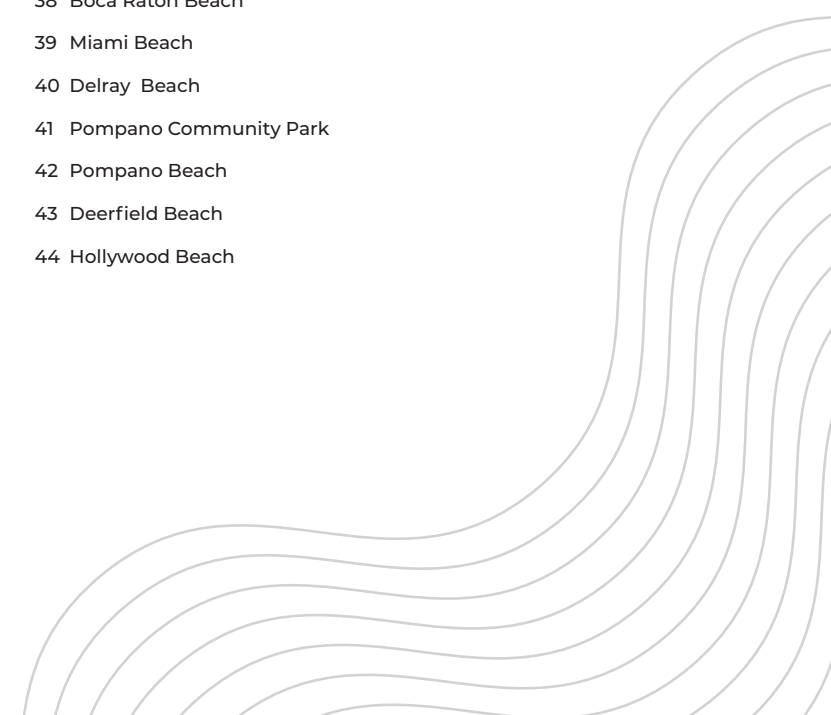 38 Boca Raton Beach
39 Miami Beach
40 Delray  Beach
41 Pompano Community Park
42 Pompano Beach
43 Deerfield Beach
44 Hollywood Beach